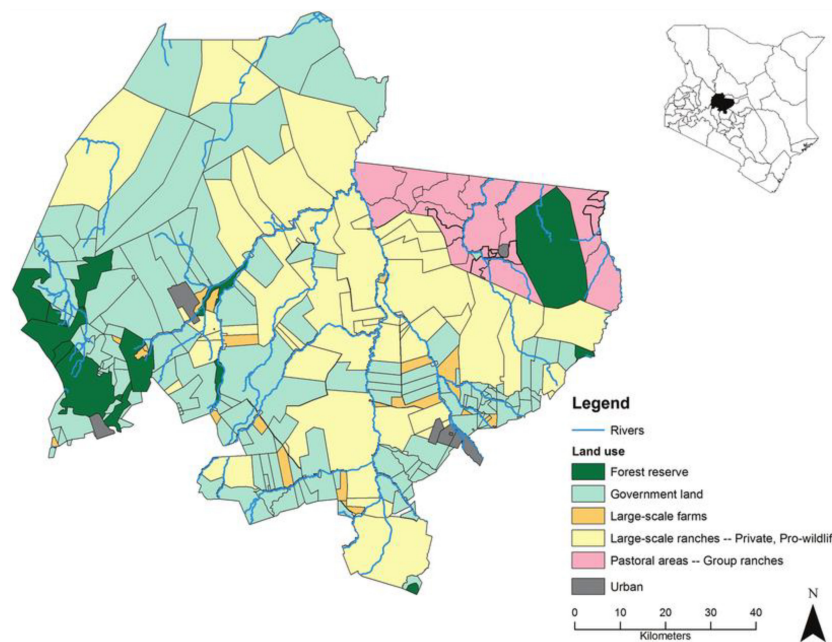 Legend
Rivers
Land use
Forest reserve
Government land
Large-scale farms
Large-scale ranches -- Private, Pro-wildlif
Pastoral areas -- Group ranches
Urban
N
0 10 20 30 40
Kilometers